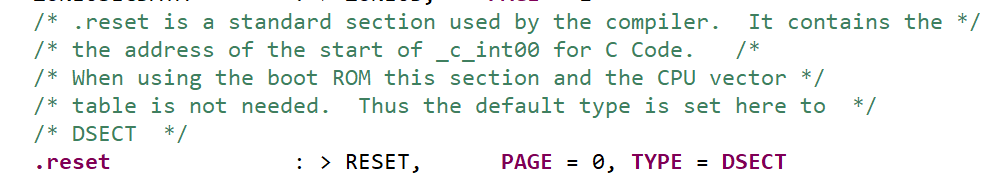 /* .reset is a standard section used by the compiler.  It contains the */
/* the address of the start of _c_int00 for C Code.   /*
/* When using the boot ROM this section and the CPU vector */
/* table is not needed.  Thus the default type is set here to  */
/* DSECT  */
.reset              : > RESET,      PAGE = 0, TYPE = DSECT